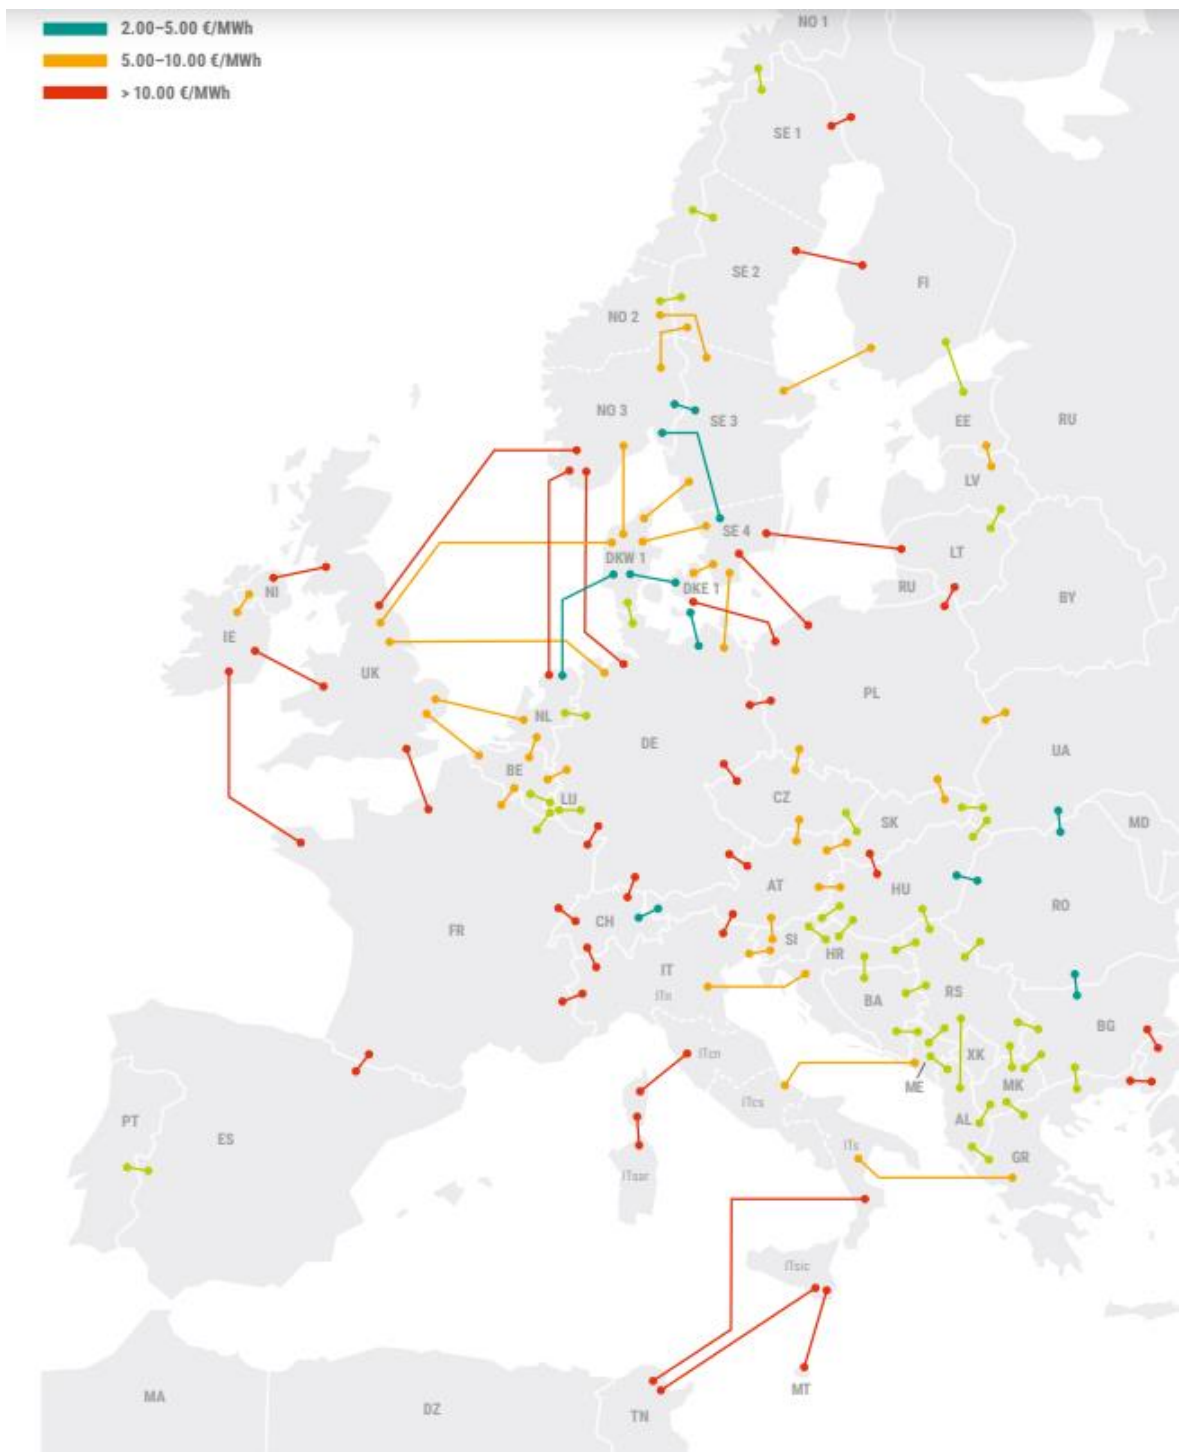 2.00–5.00 €/MWh
5.00–10.00 €/MWh
> 10.00 €/MWh
NO 1
SE 1
SE 2
FI
NO 2
NO 3
SE 3
EE
RU
LV
SE 4
LT
DKW 1
RU
DKE 1
BY
NI
IE
UK
PL
NL
DE
UA
BE
LU
CZ
SK
MD
AT
HU
RO
CH
FR
SI
HR
IT
ITn
BA
RS
BG
ITcn
XK
ME
MK
ITcs
PT
ES
AL
ITs
GR
ITsar
ITsic
MT
MA
DZ
TN